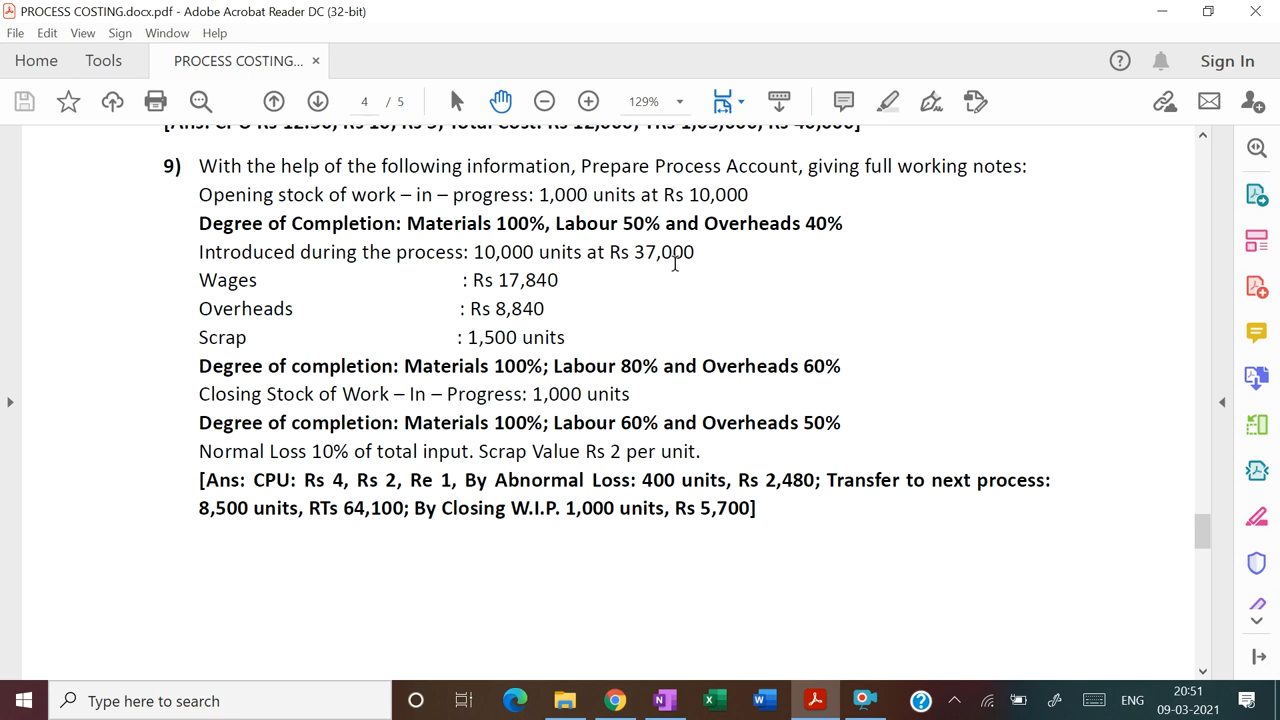 PROCESS COSTING.docx.pdf - Adobe Acrobat Reader DC (32-bit)
File Edit View Sign Window Help
Home Tools PROCESS COSTING... × Sign In
4 / 5 129%
9) With the help of the following information, Prepare Process Account, giving full working notes:
Opening stock of work – in – progress: 1,000 units at Rs 10,000
Degree of Completion: Materials 100%, Labour 50% and Overheads 40%
Introduced during the process: 10,000 units at Rs 37,000
Wages : Rs 17,840
Overheads : Rs 8,840
Scrap : 1,500 units
Degree of completion: Materials 100%; Labour 80% and Overheads 60%
Closing Stock of Work – In – Progress: 1,000 units
Degree of completion: Materials 100%; Labour 60% and Overheads 50%
Normal Loss 10% of total input. Scrap Value Rs 2 per unit.
[Ans: CPU: Rs 4, Rs 2, Re 1, By Abnormal Loss: 400 units, Rs 2,480; Transfer to next process:
8,500 units, RTs 64,100; By Closing W.I.P. 1,000 units, Rs 5,700]
Type here to search
ENG
20:51
09-03-2021